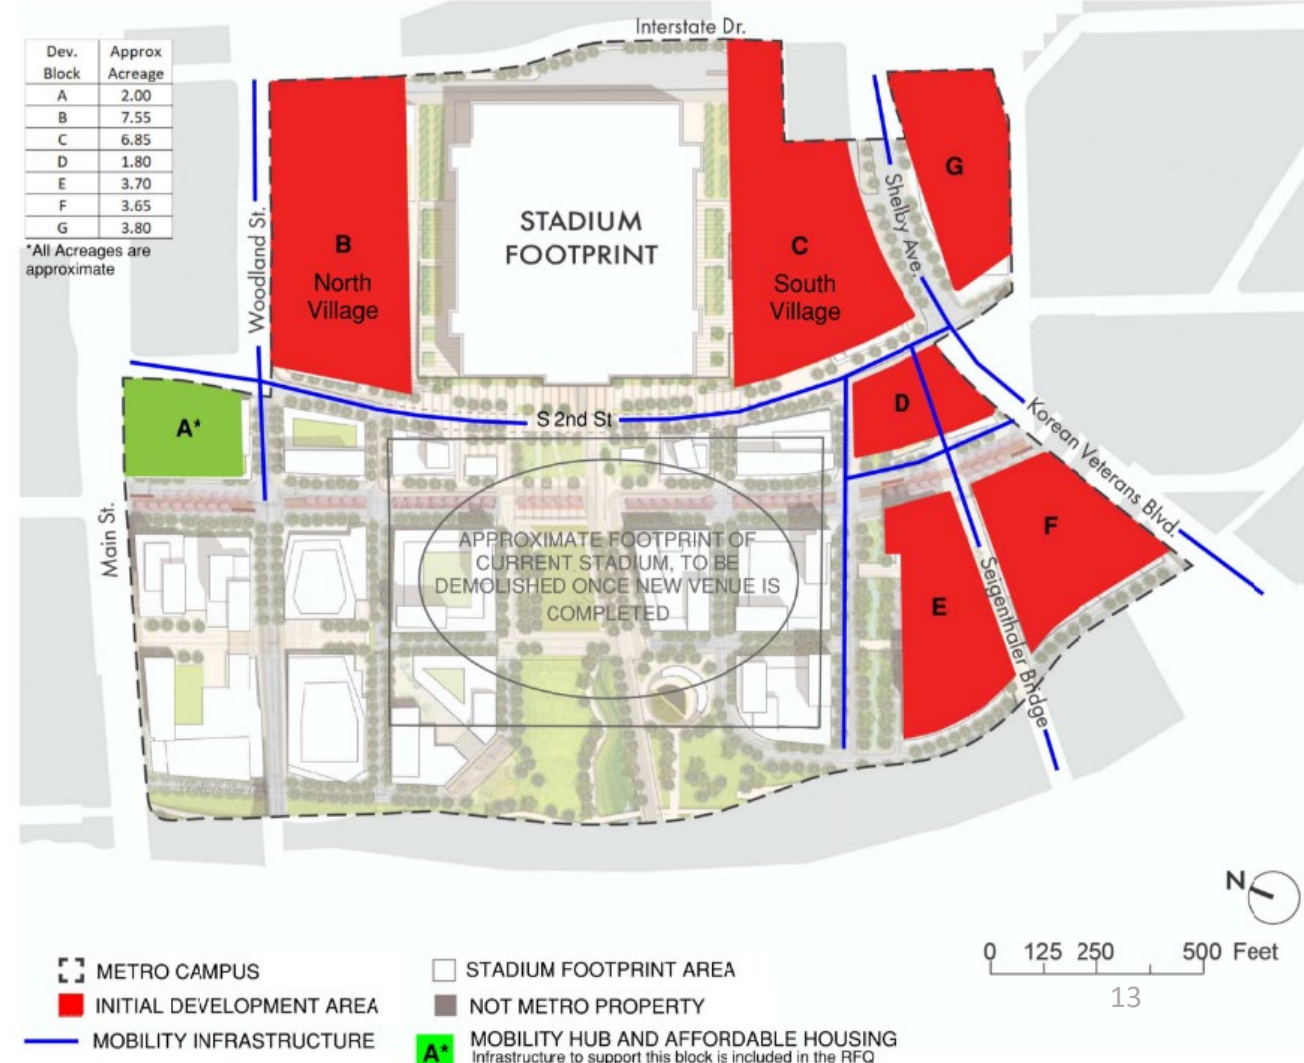 Interstate Dr.
Dev. Block Approx Acreage
A 2.00
B 7.55
C 6.85
D 1.80
E 3.70
F 3.65
G 3.80
*All Acreages are
approximate
Woodland St.
B
North
Village
STADIUM
FOOTPRINT
C
South
Village
Shelby Ave.
G
A*
S 2nd St
D
Korean Veterans Blvd.
Main St.
APPROXIMATE FOOTPRINT OF
CURRENT STADIUM, TO BE
DEMOLISHED ONCE NEW VENUE IS
COMPLETED
E
F
Seigenthaler Bridge
N
0 125 250 500 Feet
13
METRO CAMPUS
INITIAL DEVELOPMENT AREA
MOBILITY INFRASTRUCTURE
STADIUM FOOTPRINT AREA
NOT METRO PROPERTY
A*
MOBILITY HUB AND AFFORDABLE HOUSING
Infrastructure to support this block is included in the RFQ